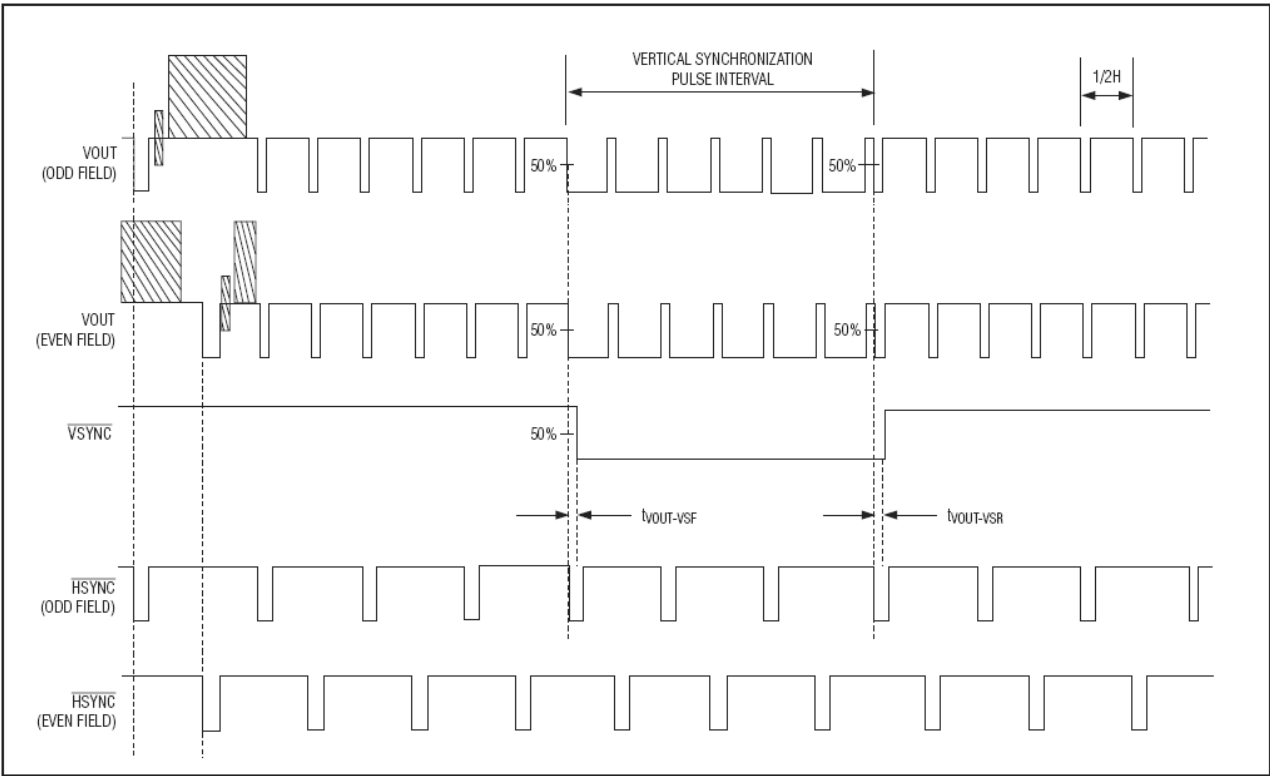 VERTICAL SYNCHRONIZATION
PULSE INTERVAL
1/2H
VOUT
(ODD FIELD)
50%
50%
VOUT
(EVEN FIELD)
50%
50%
VSYNC
50%
tVOUT-VSF
tVOUT-VSR
HSYNC
(ODD FIELD)
HSYNC
(EVEN FIELD)